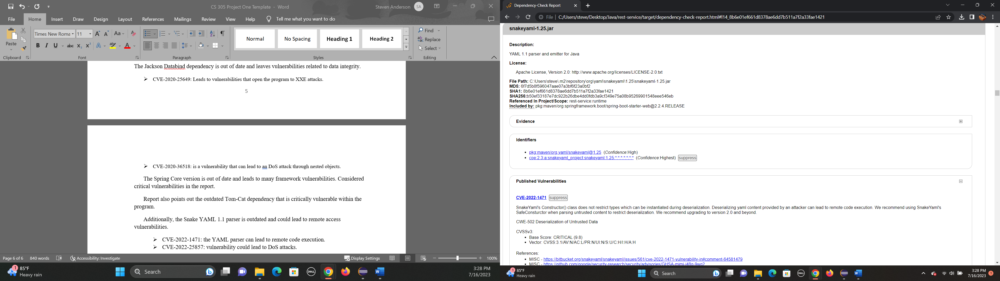 CS 305 Project One Template - Word
Steven Anderson SA
File Home Insert Draw Design Layout References Mailings Review View Help Tell me what you want to do
Times New Roma 11 Aa
Paste
B I U abc X2 X2 A ab A
Normal No Spacing Heading 1 Heading 2
Find
Replace
Select
Clipboard Font Paragraph Styles Editing
The Jackson Databind dependency is out of date and leaves vulnerabilities related to data integrity.
➢ CVE-2020-25649: Leads to vulnerabilities that open the program to XXE attacks.
5
➢ CVE-2020-36518: is a vulnerability that can lead to an DoS attack through nested objects.
The Spring Core version is out of date and leads to many framework vulnerabilities. Considered
critical vulnerabilities in the report.
Report also points out the outdated Tom-Cat dependency that is critically vulnerable within the
program.
Additionally, the Snake YAML 1.1 parser is outdated and could lead to remote access
vulnerabilities.
➢ CVE-2022-1471: the YAML parser can lead to remote code execution.
➢ CVE-2022-25857: vulnerability could lead to DoS attacks.
Page 6 of 6 840 words Accessibility: Investigate Display Settings 100%
1 85°F
Heavy rain
Search
DELL
3:28 PM
7/16/2023
Dependency-Check Report
File C:/Users/steve/Desktop/Java/rest-service/target/dependency-check-report.html#l14_8b6e01ef661d8378ae6dd7b511a7f2a33fae1421
snakeyaml-1.25.jar
Description:
YAML 1.1 parser and emitter for Java
License:
Apache License, Version 2.0: http://www.apache.org/licenses/LICENSE-2.0.txt
File Path: C:\Users\steve\.m2\repository\org\yaml\snakeyaml\1.25\snakeyaml-1.25.jar
MD5: 6f7d5b8f596047aae07a3bf6f23a0bf2
SHA1: 8b6e01ef661d8378ae6dd7b511a7f2a33fae1421
SHA256:b50ef33187e7dc922b26dbe4dd0fdb3a9cf349e75a08b95269901548eee546eb
Referenced In Project/Scope: rest-service:runtime
Included by: pkg:maven/org.springframework.boot/spring-boot-starter-web@2.2.4.RELEASE
Evidence
Identifiers
• pkg:maven/org.yaml/snakeyaml@1.25 (Confidence:High)
• cpe:2.3:a:snakeyaml_project:snakeyaml:1.25:*:*:*:*:*:*:* (Confidence:Highest) suppress
Published Vulnerabilities
CVE-2022-1471 suppress
SnakeYaml's Constructor() class does not restrict types which can be instantiated during deserialization. Deserializing yaml content provided by an attacker can lead to remote code execution. We recommend using SnakeYaml's
SafeConsturctor when parsing untrusted content to restrict deserialization. We recommend upgrading to version 2.0 and beyond.
CWE-502 Deserialization of Untrusted Data
CVSSv3:
• Base Score: CRITICAL (9.8)
• Vector: CVSS:3.1/AV:N/AC:L/PR:N/UI:N/S:U/C:H/I:H/A:H
References:
• MISC - https://bitbucket.org/snakeyaml/snakeyaml/issues/561/cve-2022-1471-vulnerability-in#comment-64581479
• MISC - https://github.com/google/security-research/security/advisories/GHSA-mjmj-j48q-9wg2
1 85°F
Heavy rain
Search
DELL
3:28 PM
7/16/2023
1